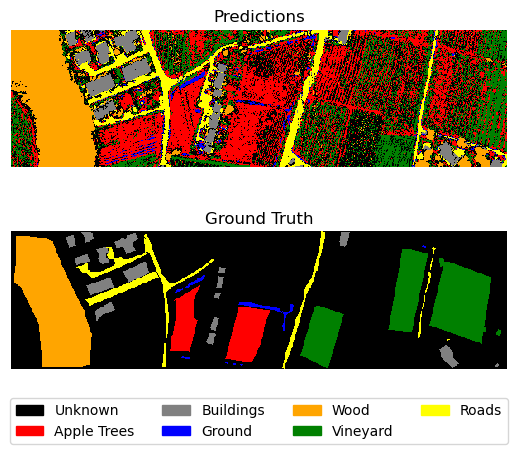 Predictions
Ground Truth
Unknown Buildings Wood Roads
Apple Trees Ground Vineyard